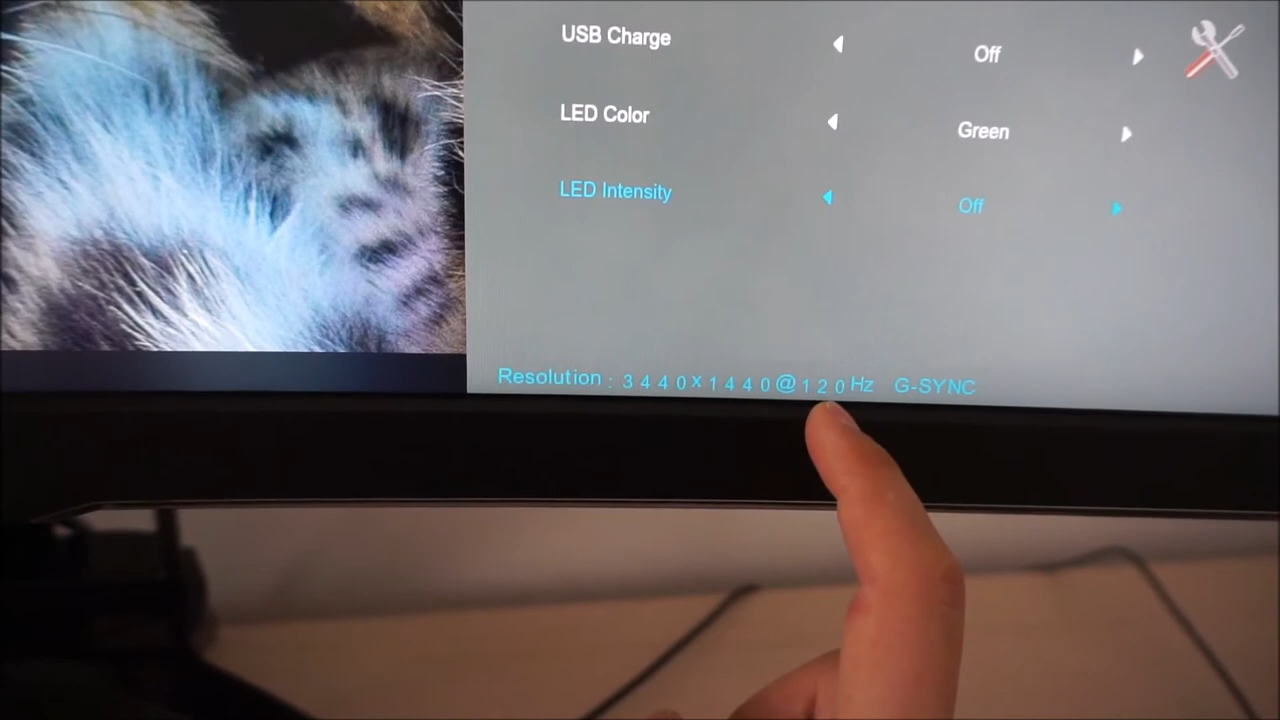 USB Charge Off
LED Color Green
LED Intensity Off
Resolution : 3440x1440@120Hz G-SYNC